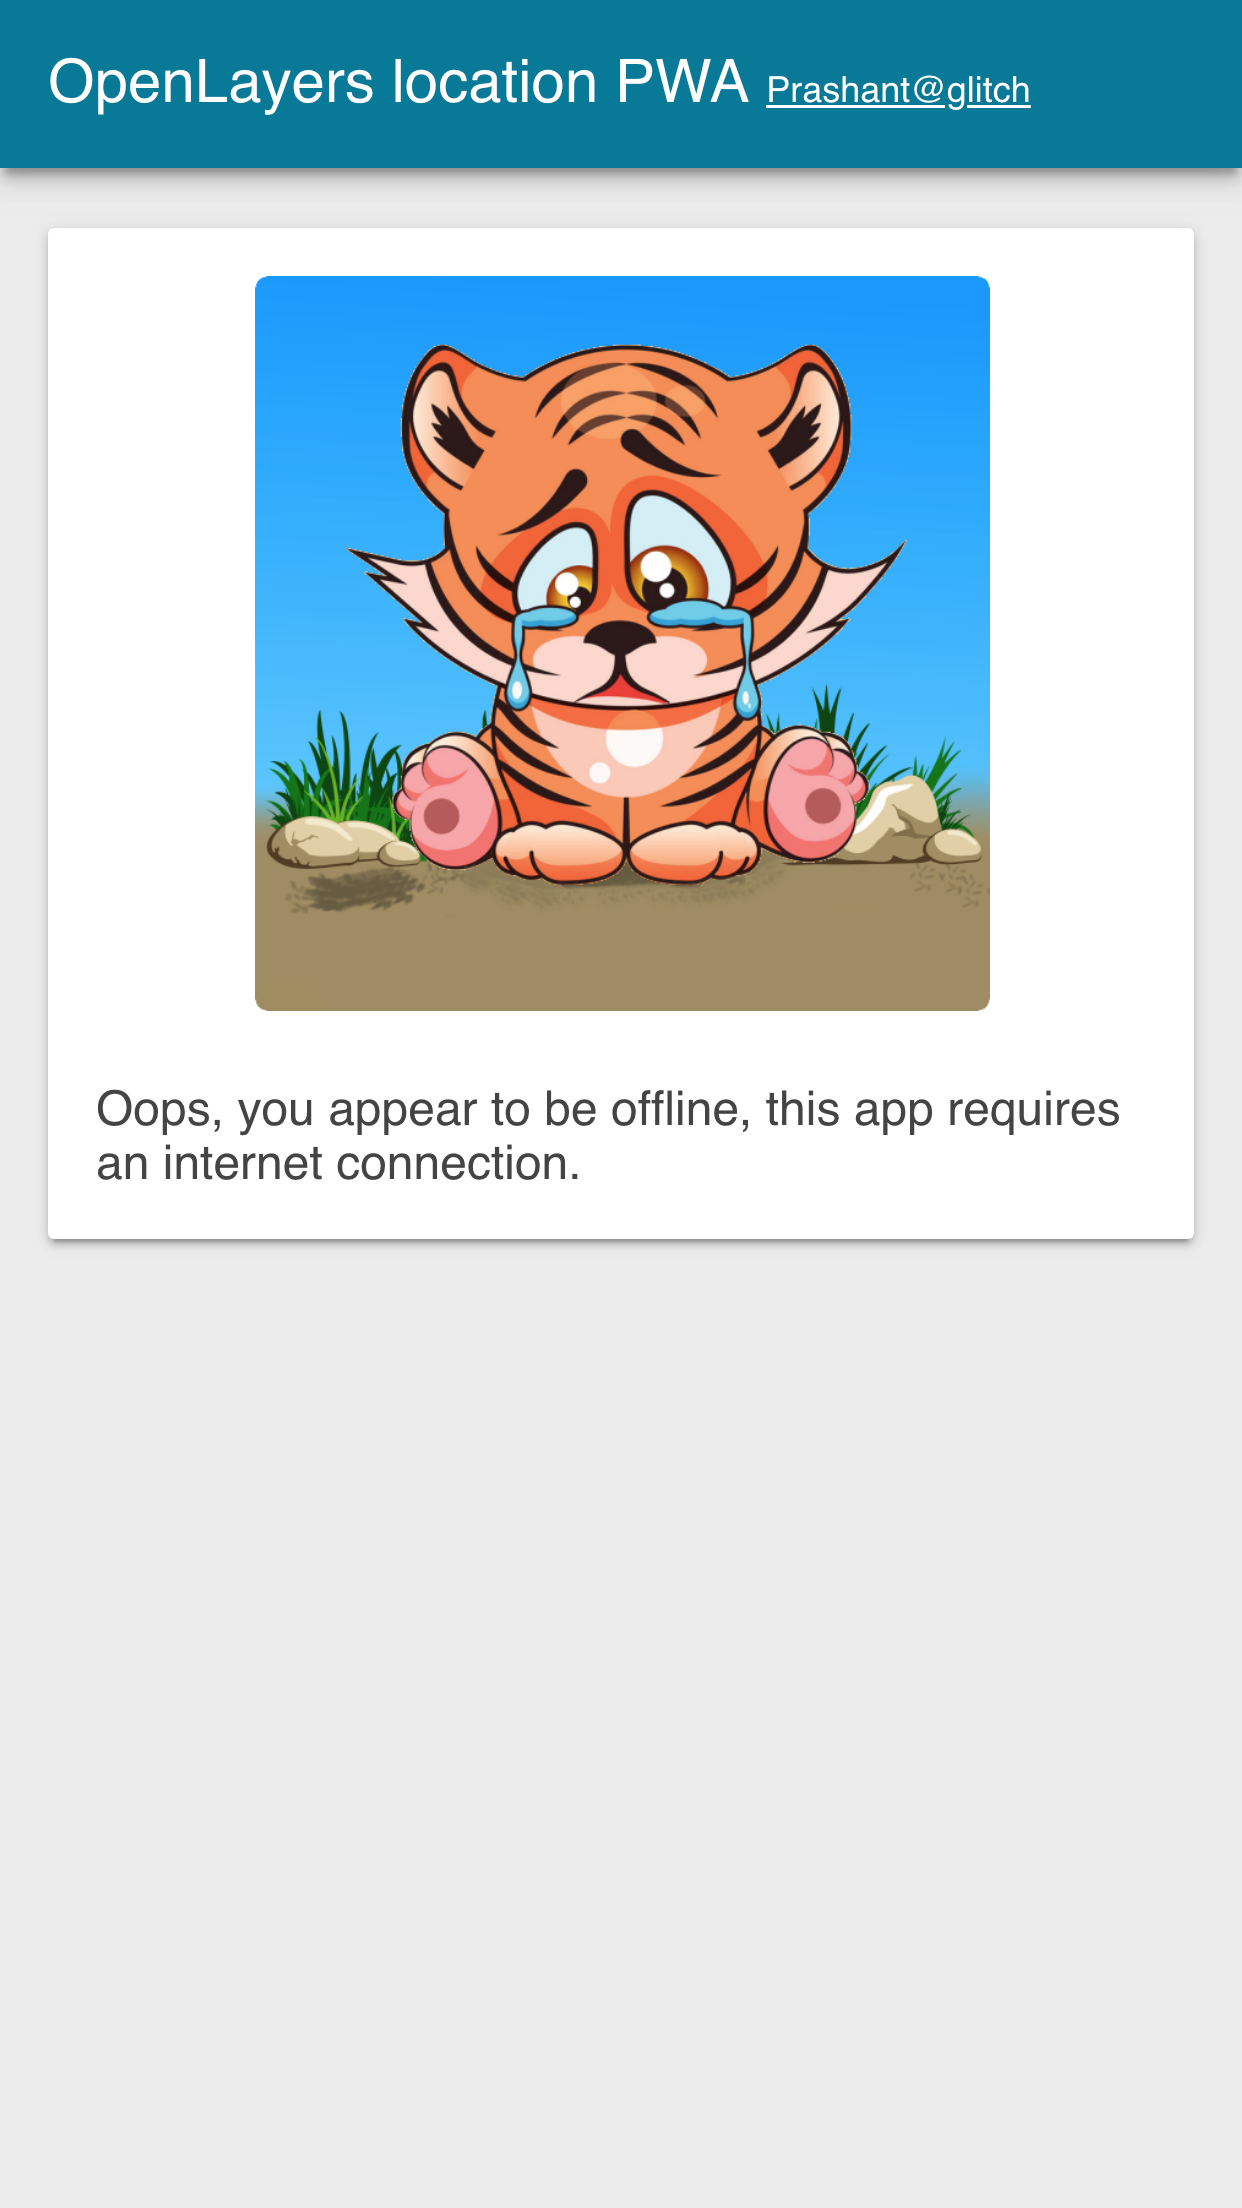 OpenLayers location PWA Prashant@glitch
Oops, you appear to be offline, this app requires
an internet connection.